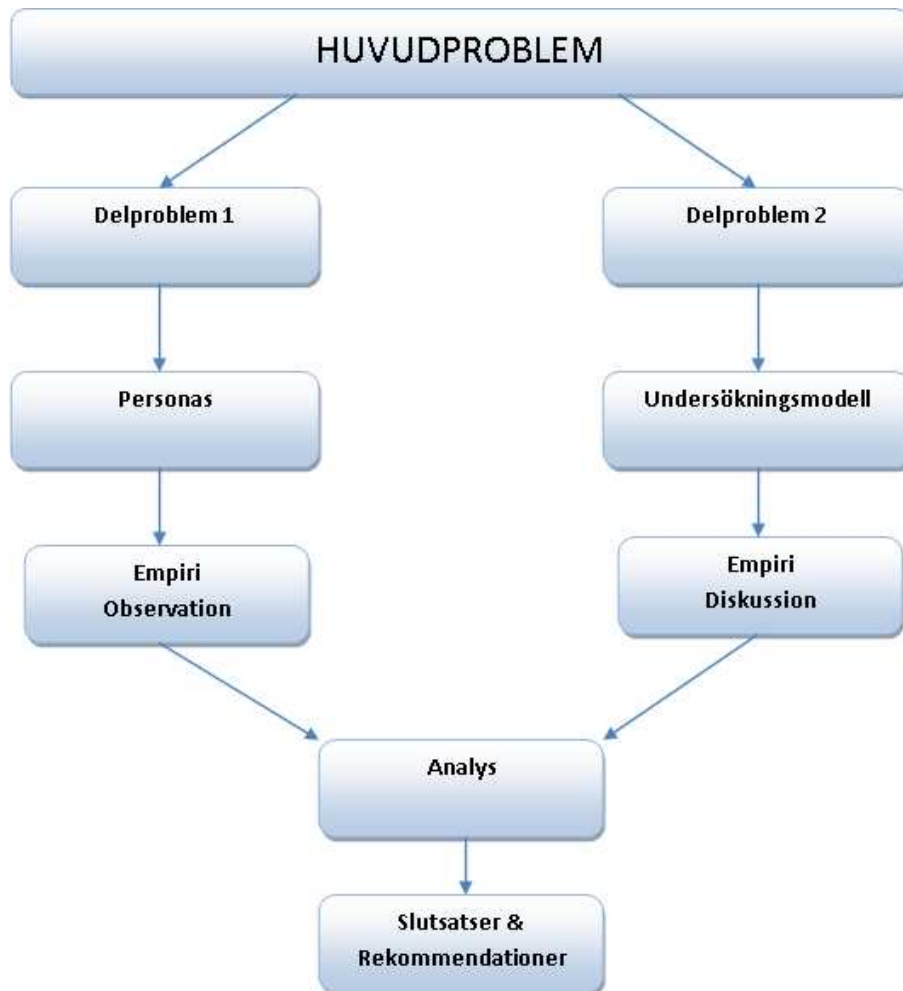 HUVUDPROBLEM
Delproblem 1
Delproblem 2
Personas
Undersökningsmodell
Empiri
Observation
Empiri
Diskussion
Analys
Slutsatser &
Rekommendationer